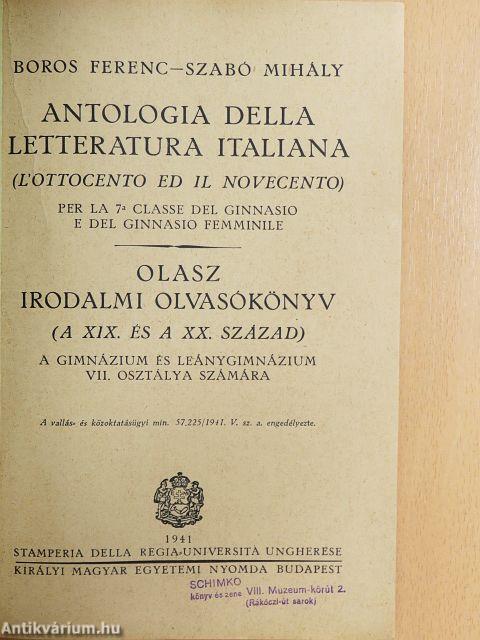 BOROS FERENC—SZABÓ MIHÁLY
ANTOLOGIA DELLA
LETTERATURA ITALIANA
(L'OTTOCENTO ED IL NOVECENTO)
PER LA 7ª CLASSE DEL GINNASIO
E DEL GINNASIO FEMMINILE
OLASZ
IRODALMI OLVASÓKÖNYV
(A XIX. ÉS A XX. SZÁZAD)
A GIMNÁZIUM ÉS LEÁNYGIMNÁZIUM
VII. OSZTÁLYA SZÁMÁRA
A vallás- és közoktatásügyi min. 57.225/1941. V. sz. a. engedélyezte.
1941
STAMPERIA DELLA REGIA UNIVERSITÀ UNGHERESE
KIRÁLYI MAGYAR EGYETEMI NYOMDA BUDAPEST
SCHIMKO
könyv és zene VIII. Muzeum-körút 2.
(Rákóczi-út sarok)
Antikvárium.hu